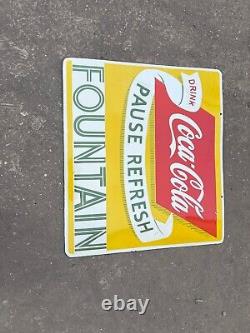 DRINK
Coca-Cola
PAUSE REFRESH
FOUNTAIN